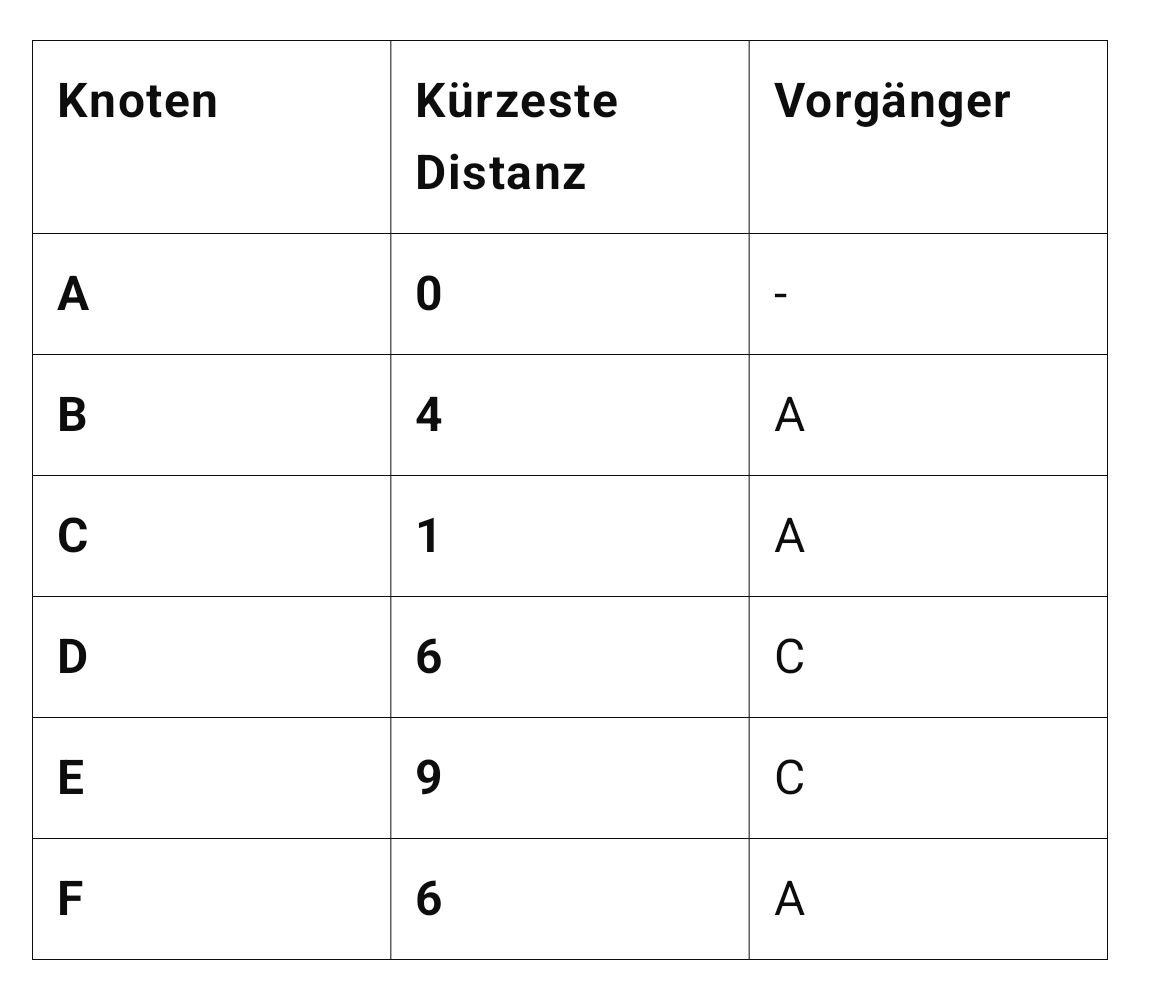 Knoten Kürzeste Vorgänger
Distanz
A 0 -
B 4 A
C 1 A
D 6 C
E 9 C
F 6 A